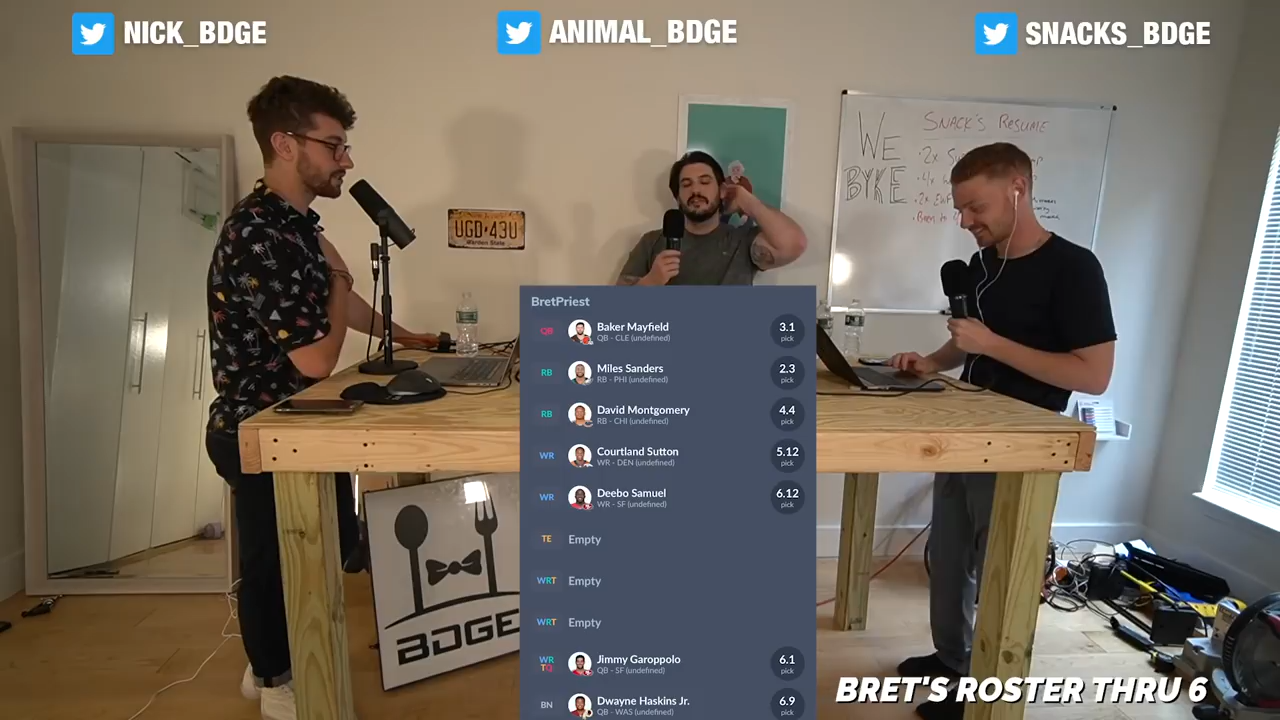 NICK_BDGE
ANIMAL_BDGE
SNACKS_BDGE
WE
BYKE
SNACK'S RESUME
2x
UGD·43U
Garden State
BretPriest
QB
Baker Mayfield
QB - CLE (undefined)
3.1
pick
RB
Miles Sanders
RB - PHI (undefined)
2.3
pick
RB
David Montgomery
RB - CHI (undefined)
4.4
pick
WR
Courtland Sutton
WR - DEN (undefined)
5.12
pick
WR
Deebo Samuel
WR - SF (undefined)
6.12
pick
TE
Empty
WRT
Empty
WRT
Empty
WR
TQ
Jimmy Garoppolo
QB - SF (undefined)
6.1
pick
BN
Dwayne Haskins Jr.
QB - WAS (undefined)
6.9
pick
BDGE
BRET'S ROSTER THRU 6